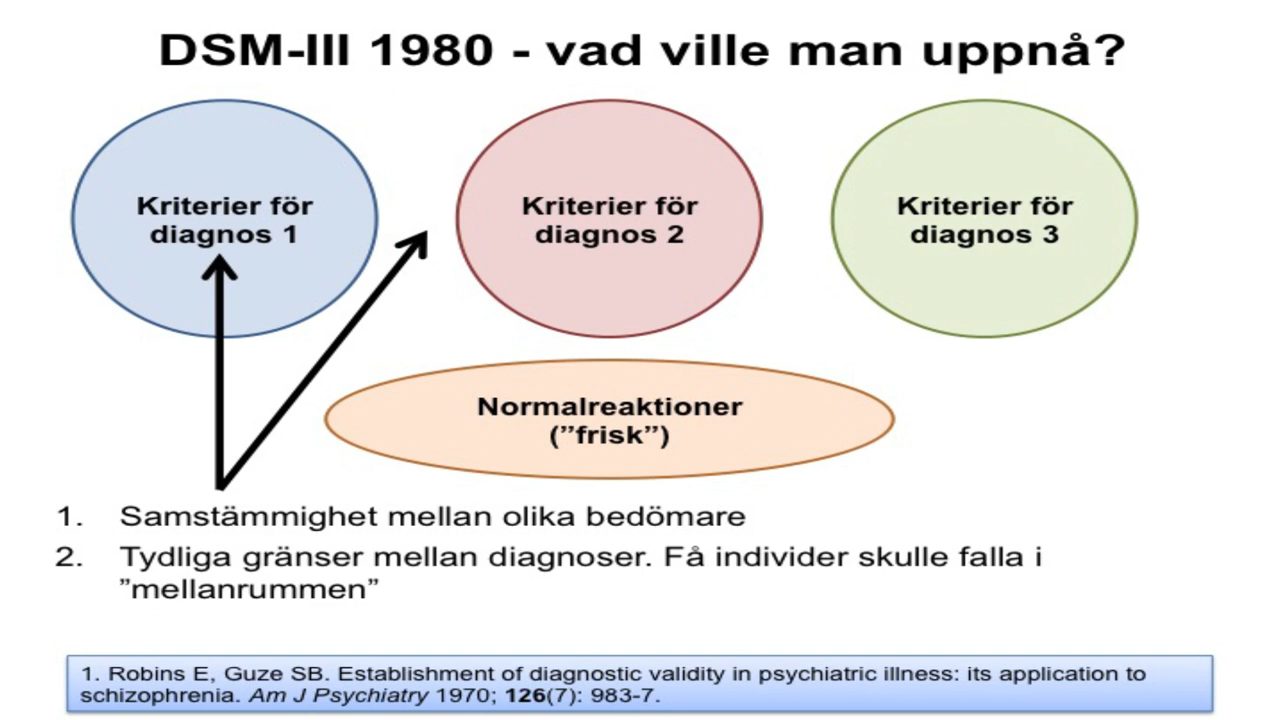 DSM-III 1980 - vad ville man uppnå?
Kriterier för
diagnos 1
Kriterier för
diagnos 2
Kriterier för
diagnos 3
Normalreaktioner
(”frisk”)
1. Samstämmighet mellan olika bedömare
2. Tydliga gränser mellan diagnoser. Få individer skulle falla i
”mellanrummen”
1. Robins E, Guze SB. Establishment of diagnostic validity in psychiatric illness: its application to
schizophrenia. Am J Psychiatry 1970; 126(7): 983-7.